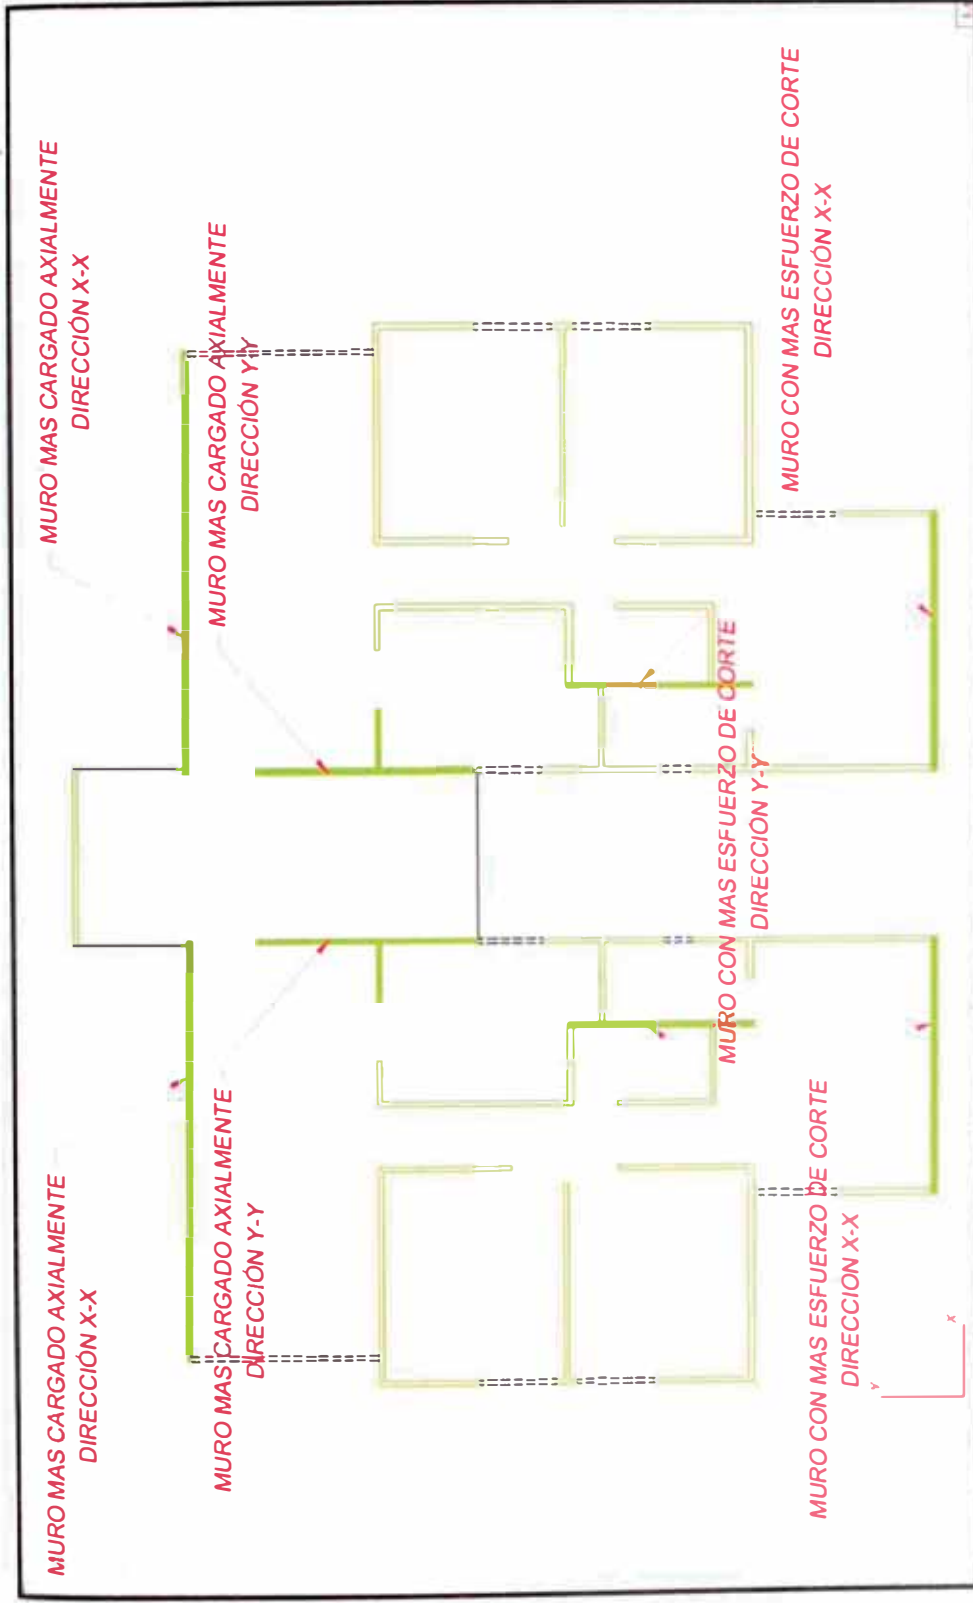 MURO MAS CARGADO AXIALMENTE
DIRECCIÓN X-X
MURO MAS CARGADO AXIALMENTE
DIRECCIÓN X-X
MURO MAS CARGADO AXIALMENTE
DIRECCIÓN Y-Y
MURO MAS CARGADO AXIALMENTE
DIRECCIÓN Y-Y
MURO CON MAS ESFUERZO DE CORTE
DIRECCIÓN Y-Y
MURO CON MAS ESFUERZO DE CORTE
DIRECCION X-X
MURO CON MAS ESFUERZO DE CORTE
DIRECCIÓN X-X
Y
X